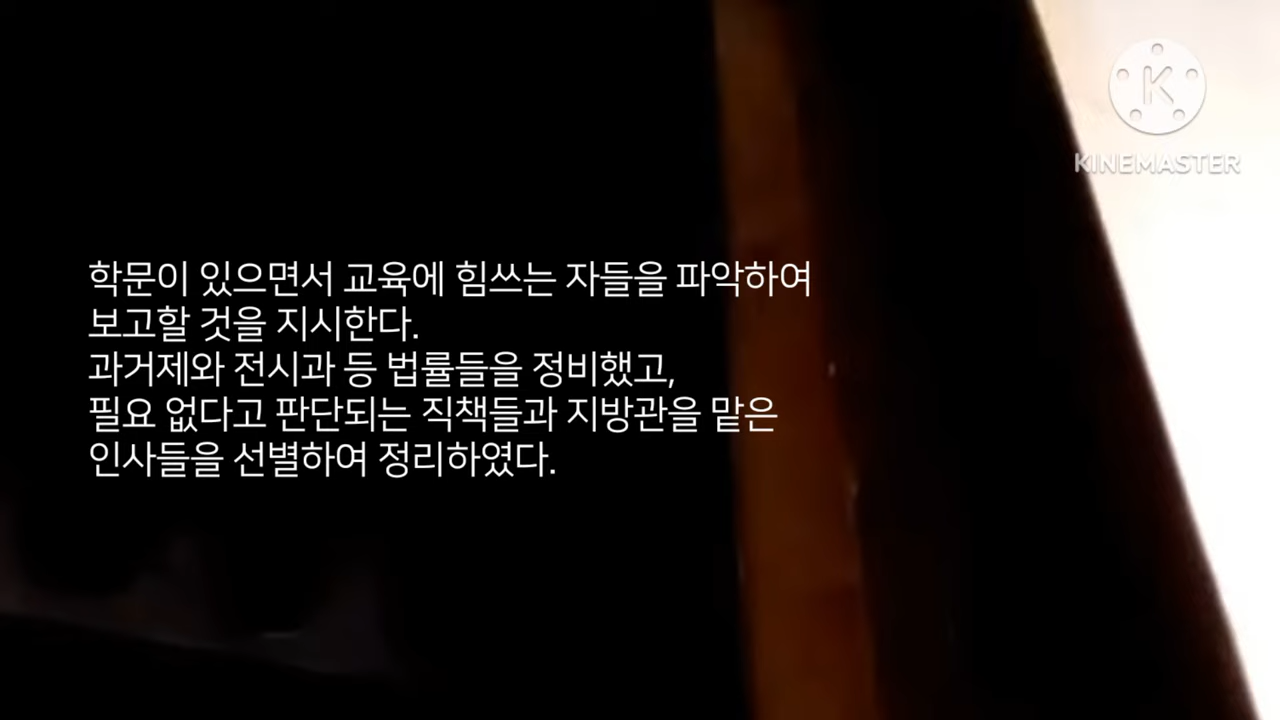 KINEMASTER
학문이 있으면서 교육에 힘쓰는 자들을 파악하여
보고할 것을 지시한다.
과거제와 전시과 등 법률들을 정비했고,
필요 없다고 판단되는 직책들과 지방관을 맡은
인사들을 선별하여 정리하였다.